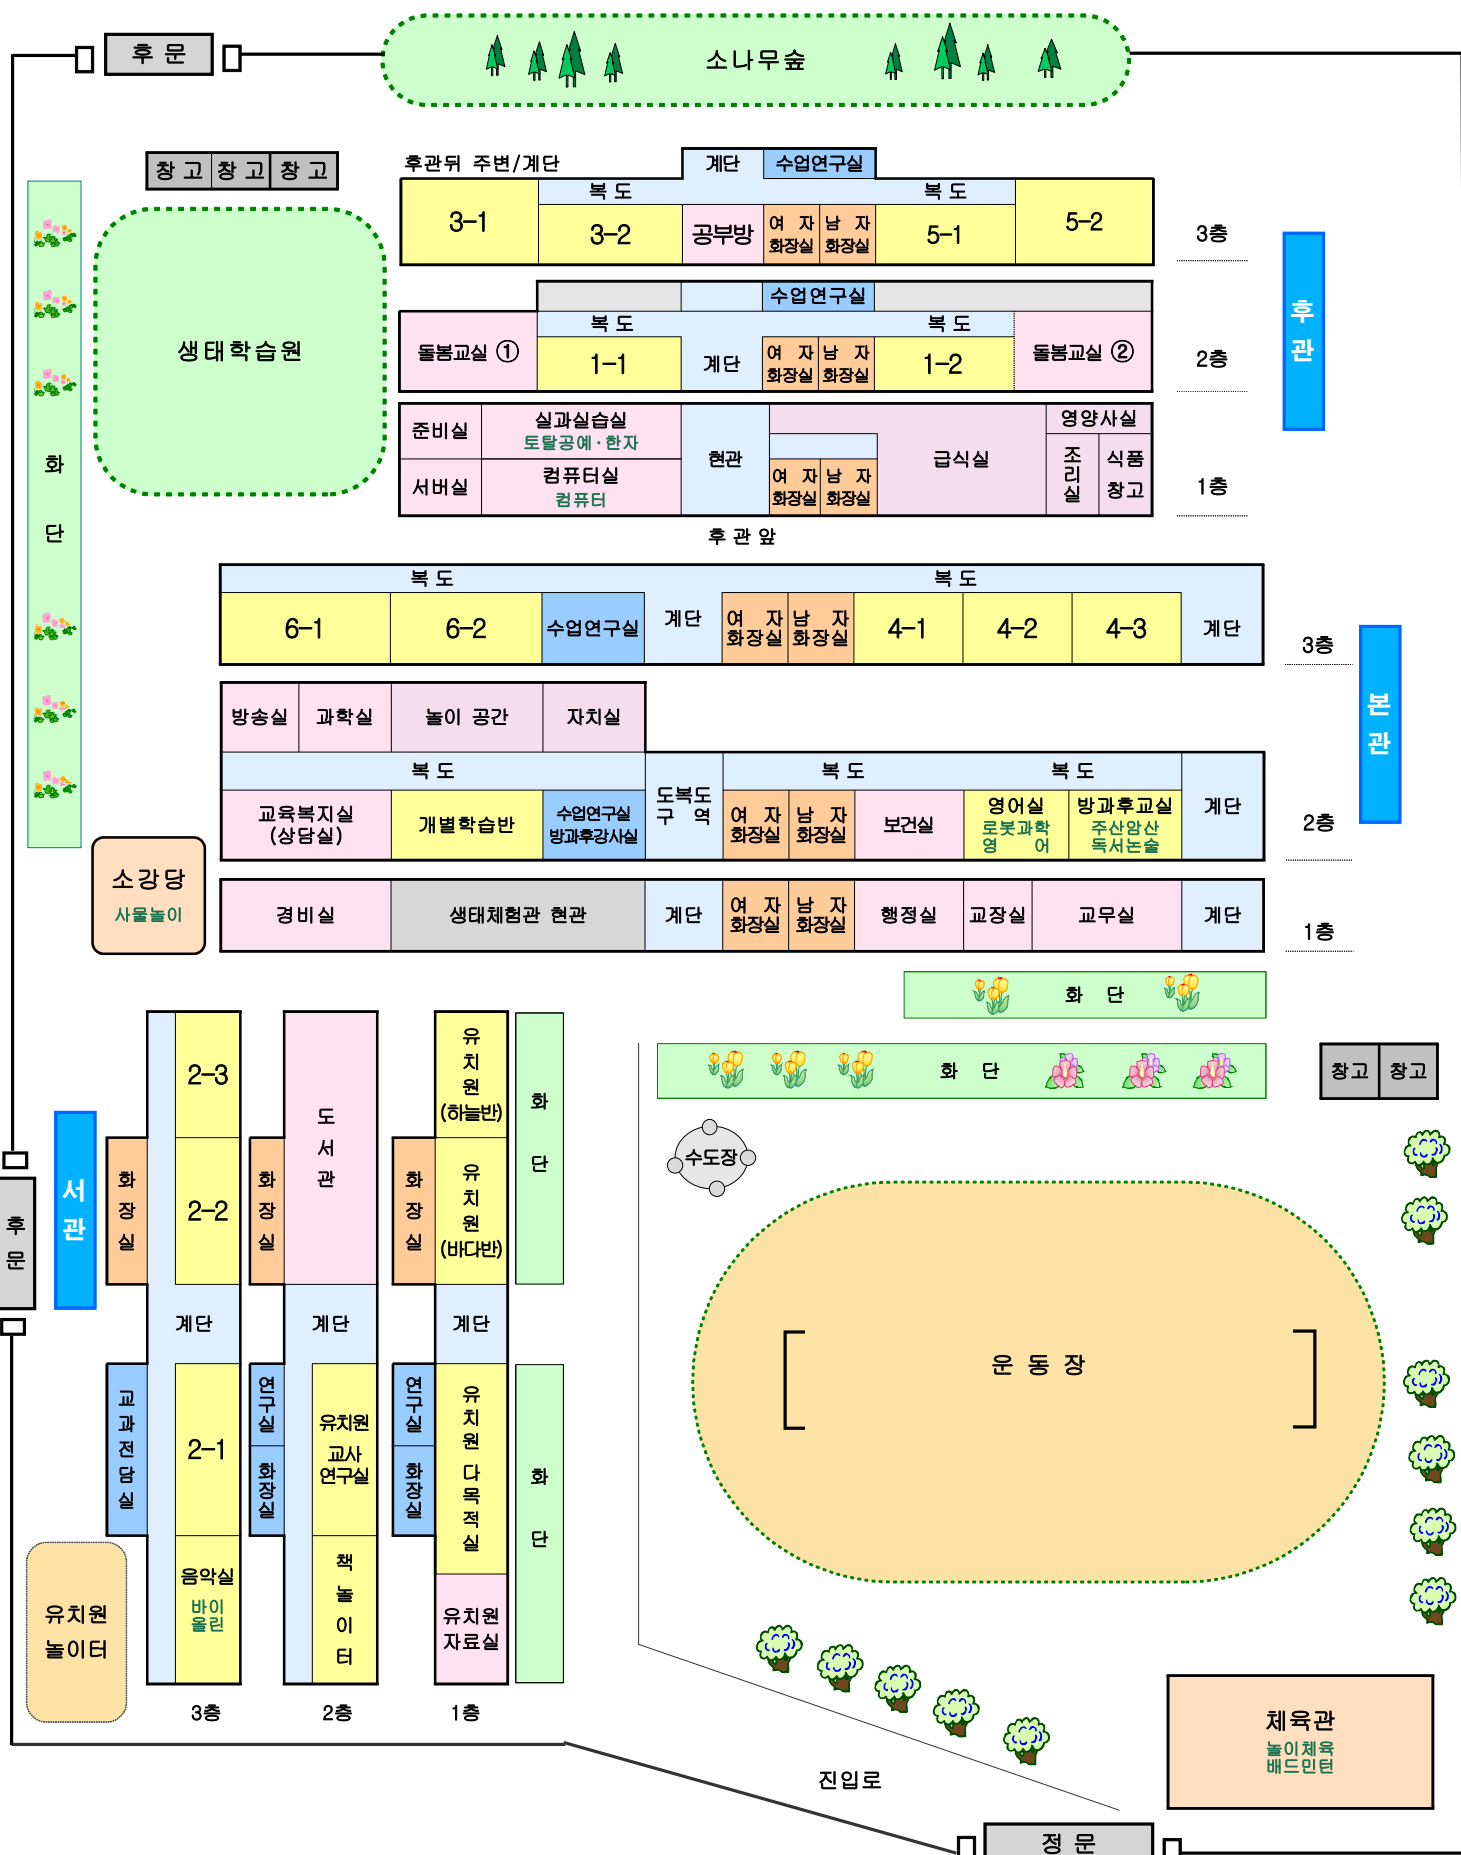 후 문
소나무숲
창 고 창 고 창 고
후관뒤 주변/계단
계단
수업연구실
복 도
복 도
3-1
3-2
공부방
여 자
화장실
남 자
화장실
5-1
5-2
3층
수업연구실
복 도
복 도
돌봄교실 ①
1-1
계단
여 자
화장실
남 자
화장실
1-2
돌봄교실 ②
2층
후
관
생태학습원
준비실
실과실습실
토탈공예·한자
서버실
컴퓨터실
컴퓨터
현관
여 자
화장실
남 자
화장실
급식실
영양사실
조
리
실
식품
창고
1층
후 관 앞
화
단
복 도
복 도
6-1
6-2
수업연구실
계단
여 자
화장실
남 자
화장실
4-1
4-2
4-3
계단
3층
방송실
과학실
놀이 공간
자치실
복 도
도복도
구 역
복 도
복 도
교육복지실
(상담실)
개별학습반
수업연구실
방과후강사실
여 자
화장실
남 자
화장실
보건실
영어실
로봇과학
영 어
방과후교실
주산암산
독서논술
계단
2층
본
관
소강당
사물놀이
경비실
생태체험관 현관
계단
여 자
화장실
남 자
화장실
행정실
교장실
교무실
계단
1층
화 단
화 단
창고 창고
수도장
운 동 장
후
문
서
관
2-3
화
장
실
2-2
계단
교
과
전
담
실
2-1
음악실
바이
올린
3층
도
서
관
화
장
실
계단
연
구
실
화
장
실
유치원
교사
연구실
책
놀
이
터
2층
유
치
원
(하늘반)
화
장
실
유
치
원
(바다반)
계단
연
구
실
화
장
실
유
치
원
다
목
적
실
유치원
자료실
1층
화
단
화
단
유치원
놀이터
체육관
놀이체육
배드민턴
진입로
정 문